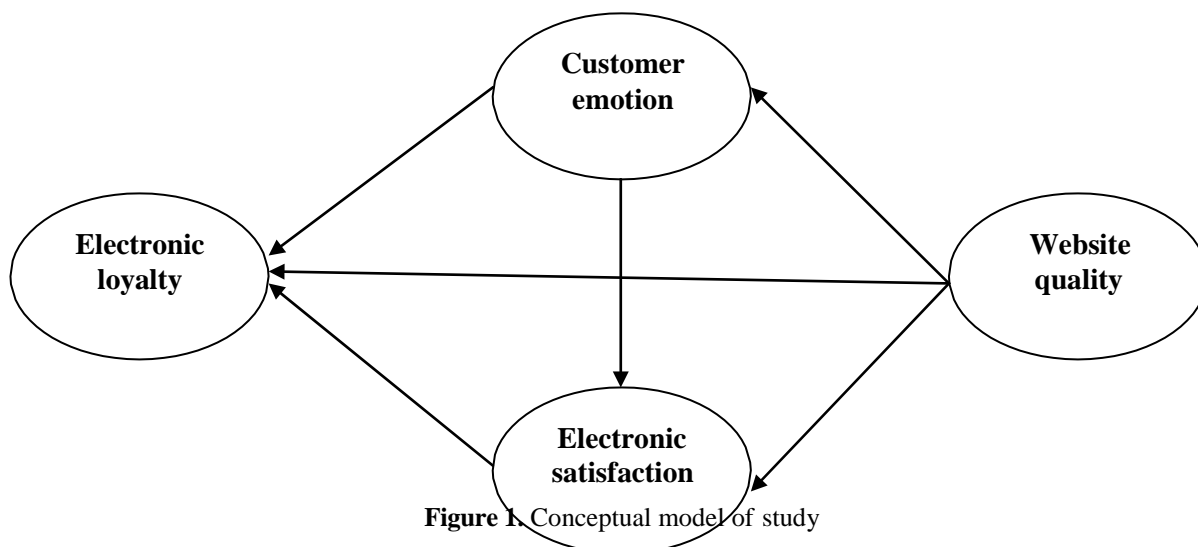 Customer
emotion
Electronic
loyalty
Website
quality
Electronic
satisfaction
Figure 1. Conceptual model of study